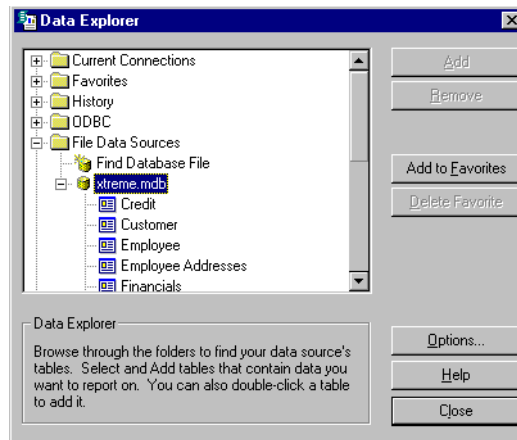 Data Explorer
Current Connections
Favorites
History
ODBC
File Data Sources
Find Database File
xtreme.mdb
Credit
Customer
Employee
Employee Addresses
Financials
Add
Remove
Add to Favorites
Delete Favorite
Data Explorer
Browse through the folders to find your data source's
tables. Select and Add tables that contain data you
want to report on. You can also double-click a table
to add it.
Options...
Help
Close